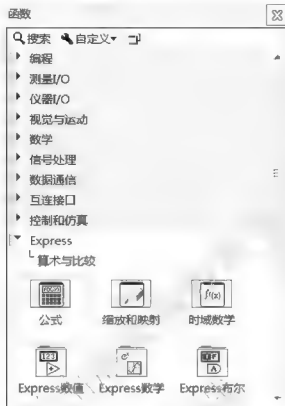 函数
搜索 自定义
编程
测量I/O
仪器I/O
视觉与运动
数学
信号处理
数据通信
互连接口
控制和仿真
Express
算术与比较
公式 缩放和映射 时域数学
Express数值 Express数学 Express布尔